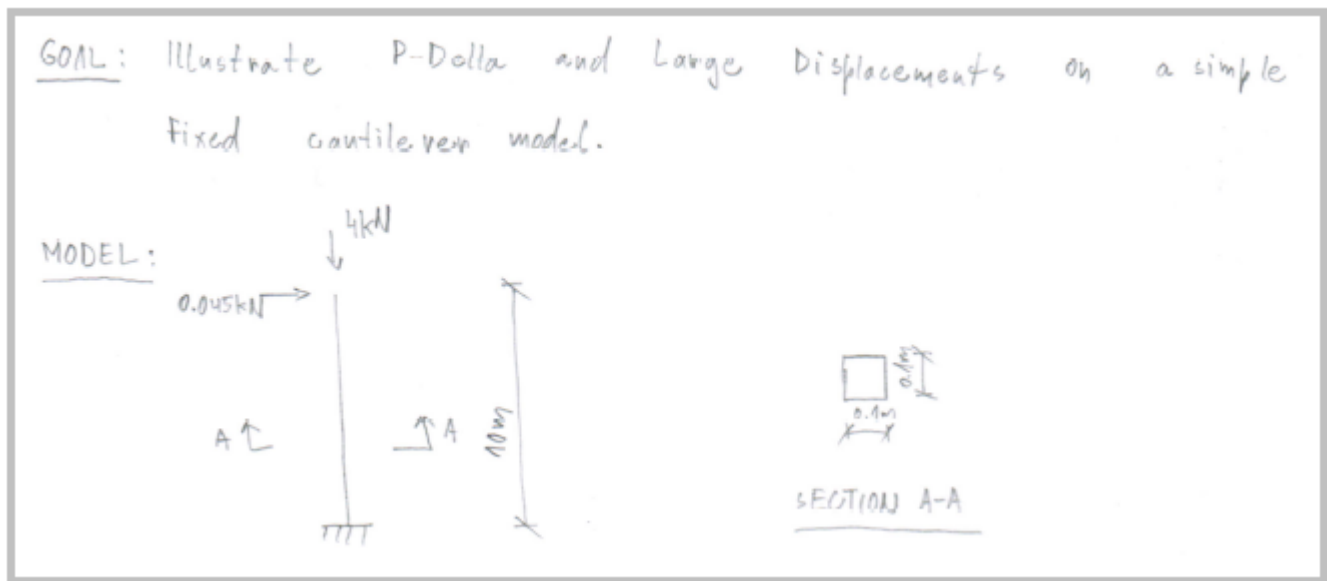 GOAL: Illustrate P-Delta and Large Displacements on a simple
Fixed cantilever model.
4kN
MODEL:
0.045kN
0.1m
0.1m
A A
10m
SECTION A-A